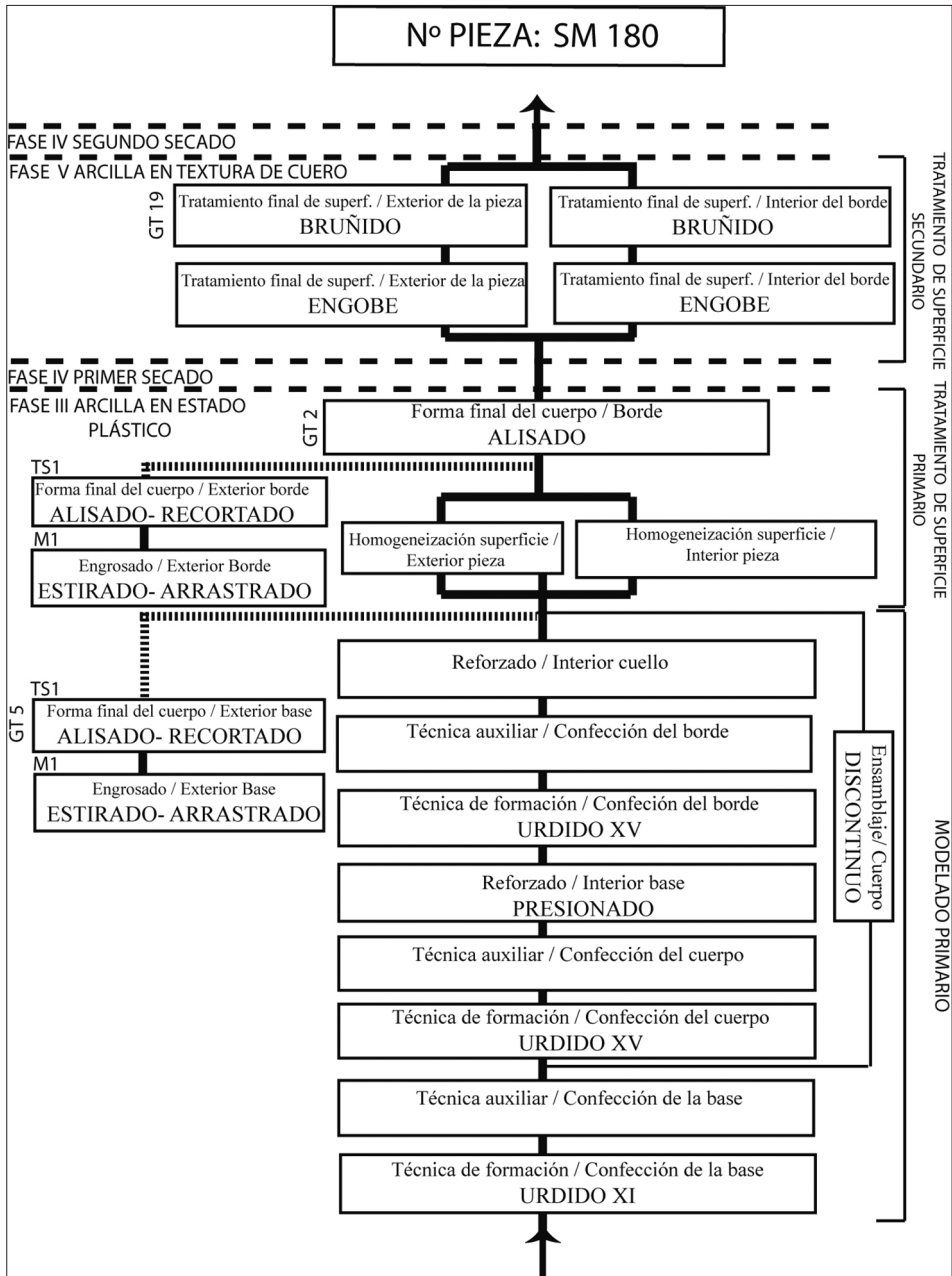 Nº PIEZA: SM 180
FASE IV SEGUNDO SECADO
FASE V ARCILLA EN TEXTURA DE CUERO
GT 19
Tratamiento final de superf. / Exterior de la pieza
BRUÑIDO
Tratamiento final de superf. / Interior del borde
BRUÑIDO
Tratamiento final de superf. / Exterior de la pieza
ENGOBE
Tratamiento final de superf. / Interior del borde
ENGOBE
TRATAMIENTO DE SUPERFICIE
SECUNDARIO
FASE IV PRIMER SECADO
FASE III ARCILLA EN ESTADO
PLÁSTICO
GT 2
Forma final del cuerpo / Borde
ALISADO
TRATAMIENTO DE SUPERFICIE
PRIMARIO
TS1
Forma final del cuerpo / Exterior borde
ALISADO- RECORTADO
M1
Engrosado / Exterior Borde
ESTIRADO- ARRASTRADO
Homogeneización superficie /
Exterior pieza
Homogeneización superficie /
Interior pieza
Reforzado / Interior cuello
GT 5
TS1
Forma final del cuerpo / Exterior base
ALISADO- RECORTADO
M1
Engrosado / Exterior Base
ESTIRADO- ARRASTRADO
Técnica auxiliar / Confección del borde
Técnica de formación / Confeción del borde
URDIDO XV
Reforzado / Interior base
PRESIONADO
Técnica auxiliar / Confección del cuerpo
Técnica de formación / Confección del cuerpo
URDIDO XV
Ensamblaje/ Cuerpo
DISCONTINUO
MODELADO PRIMARIO
Técnica auxiliar / Confección de la base
Técnica de formación / Confección de la base
URDIDO XI